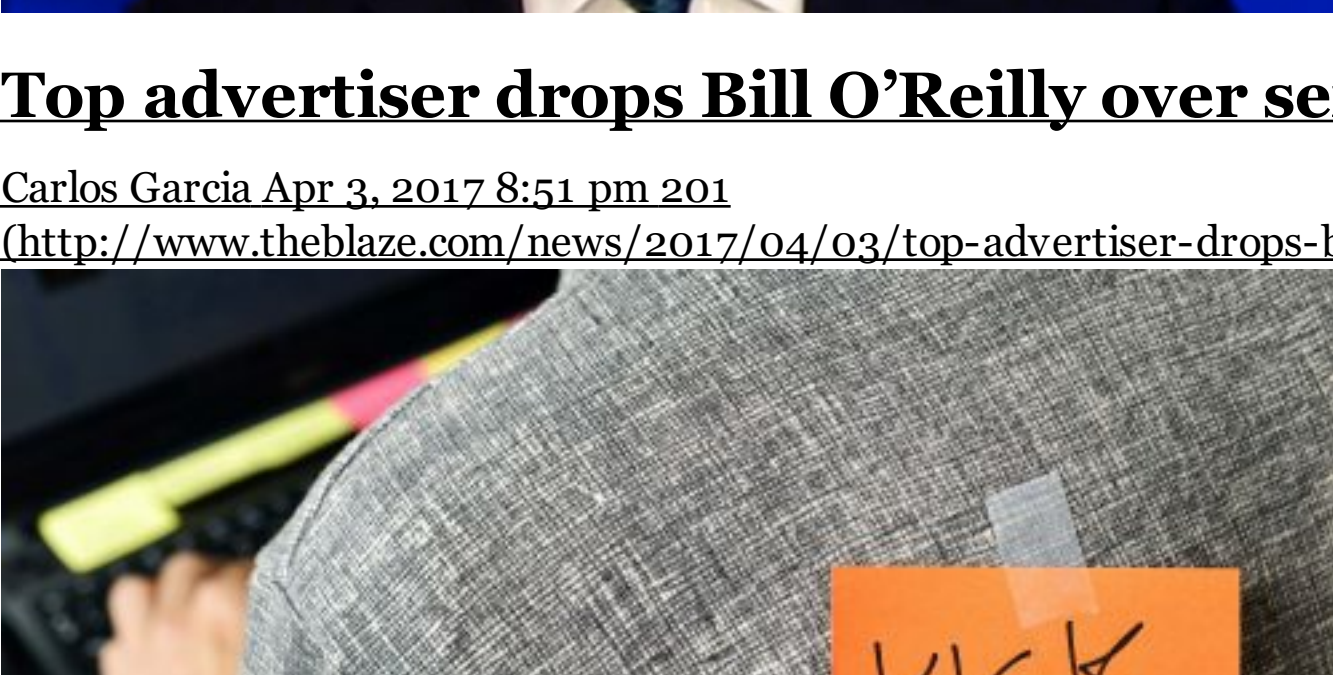 Top advertiser drops Bill O’Reilly over se
Carlos Garcia Apr 3, 2017 8:51 pm 201
(http://www.theblaze.com/news/2017/04/03/top-advertiser-drops-b